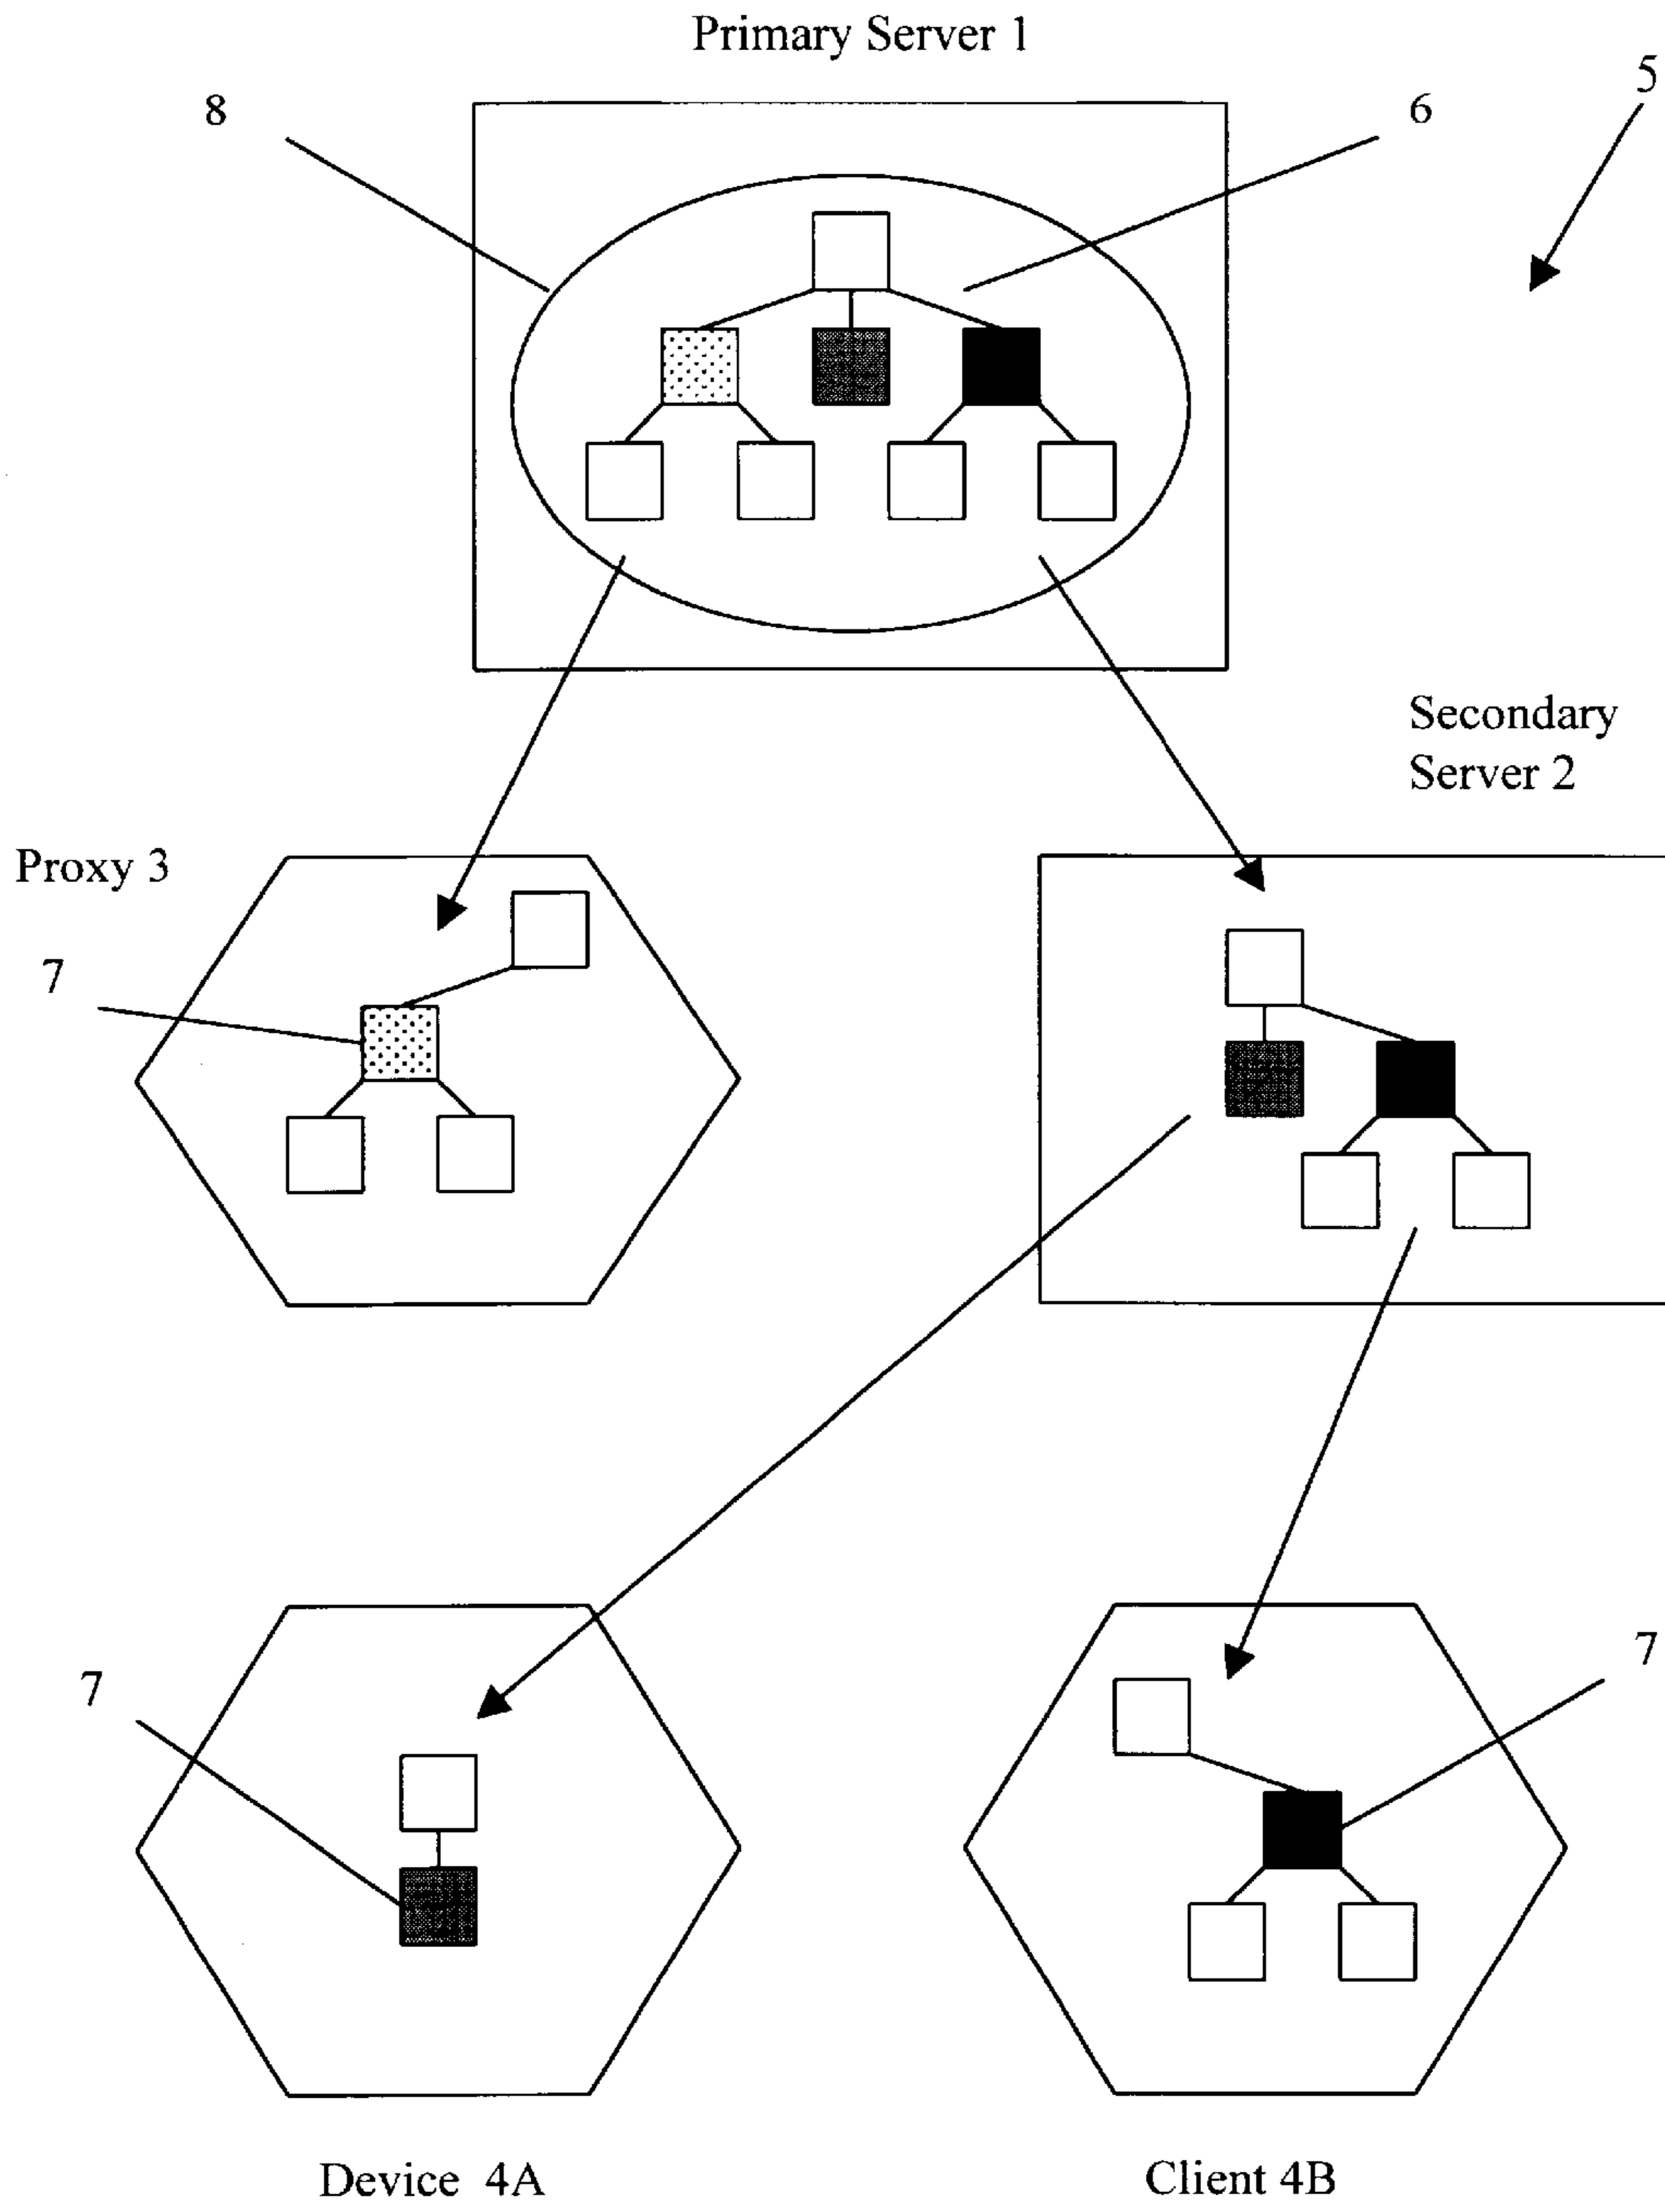 Primary Server 1
5
8
6
Secondary
Server 2
Proxy 3
7
7
7
Device 4A
Client 4B